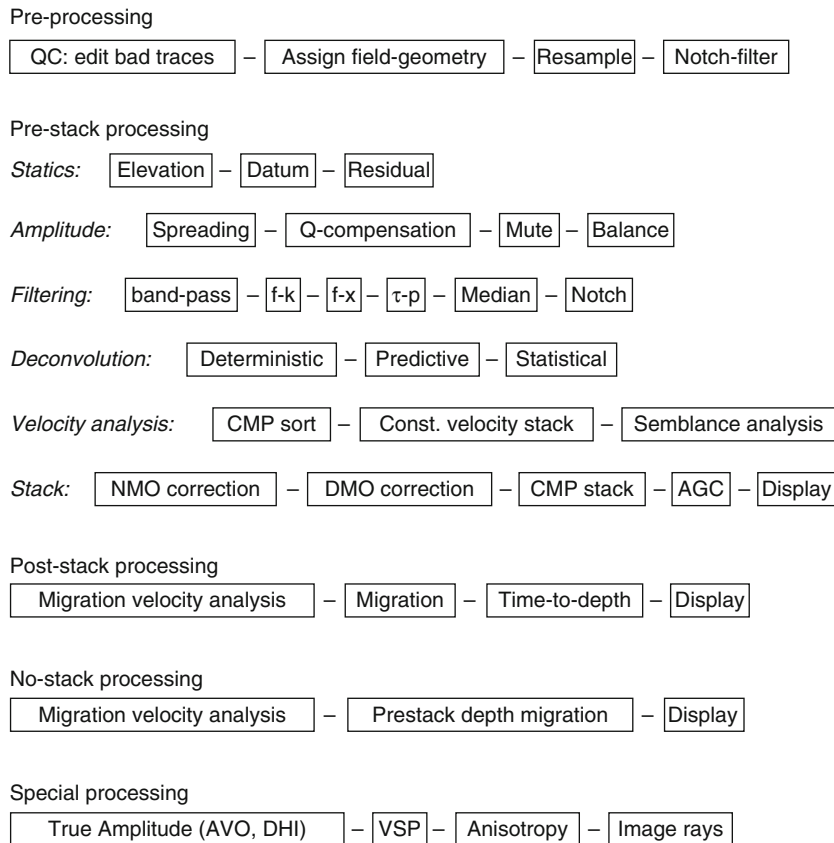 Pre-processing
QC: edit bad traces – Assign field-geometry – Resample – Notch-filter
Pre-stack processing
Statics: Elevation – Datum – Residual
Amplitude: Spreading – Q-compensation – Mute – Balance
Filtering: band-pass – f-k – f-x – τ-p – Median – Notch
Deconvolution: Deterministic – Predictive – Statistical
Velocity analysis: CMP sort – Const. velocity stack – Semblance analysis
Stack: NMO correction – DMO correction – CMP stack – AGC – Display
Post-stack processing
Migration velocity analysis – Migration – Time-to-depth – Display
No-stack processing
Migration velocity analysis – Prestack depth migration – Display
Special processing
True Amplitude (AVO, DHI) – VSP – Anisotropy – Image rays